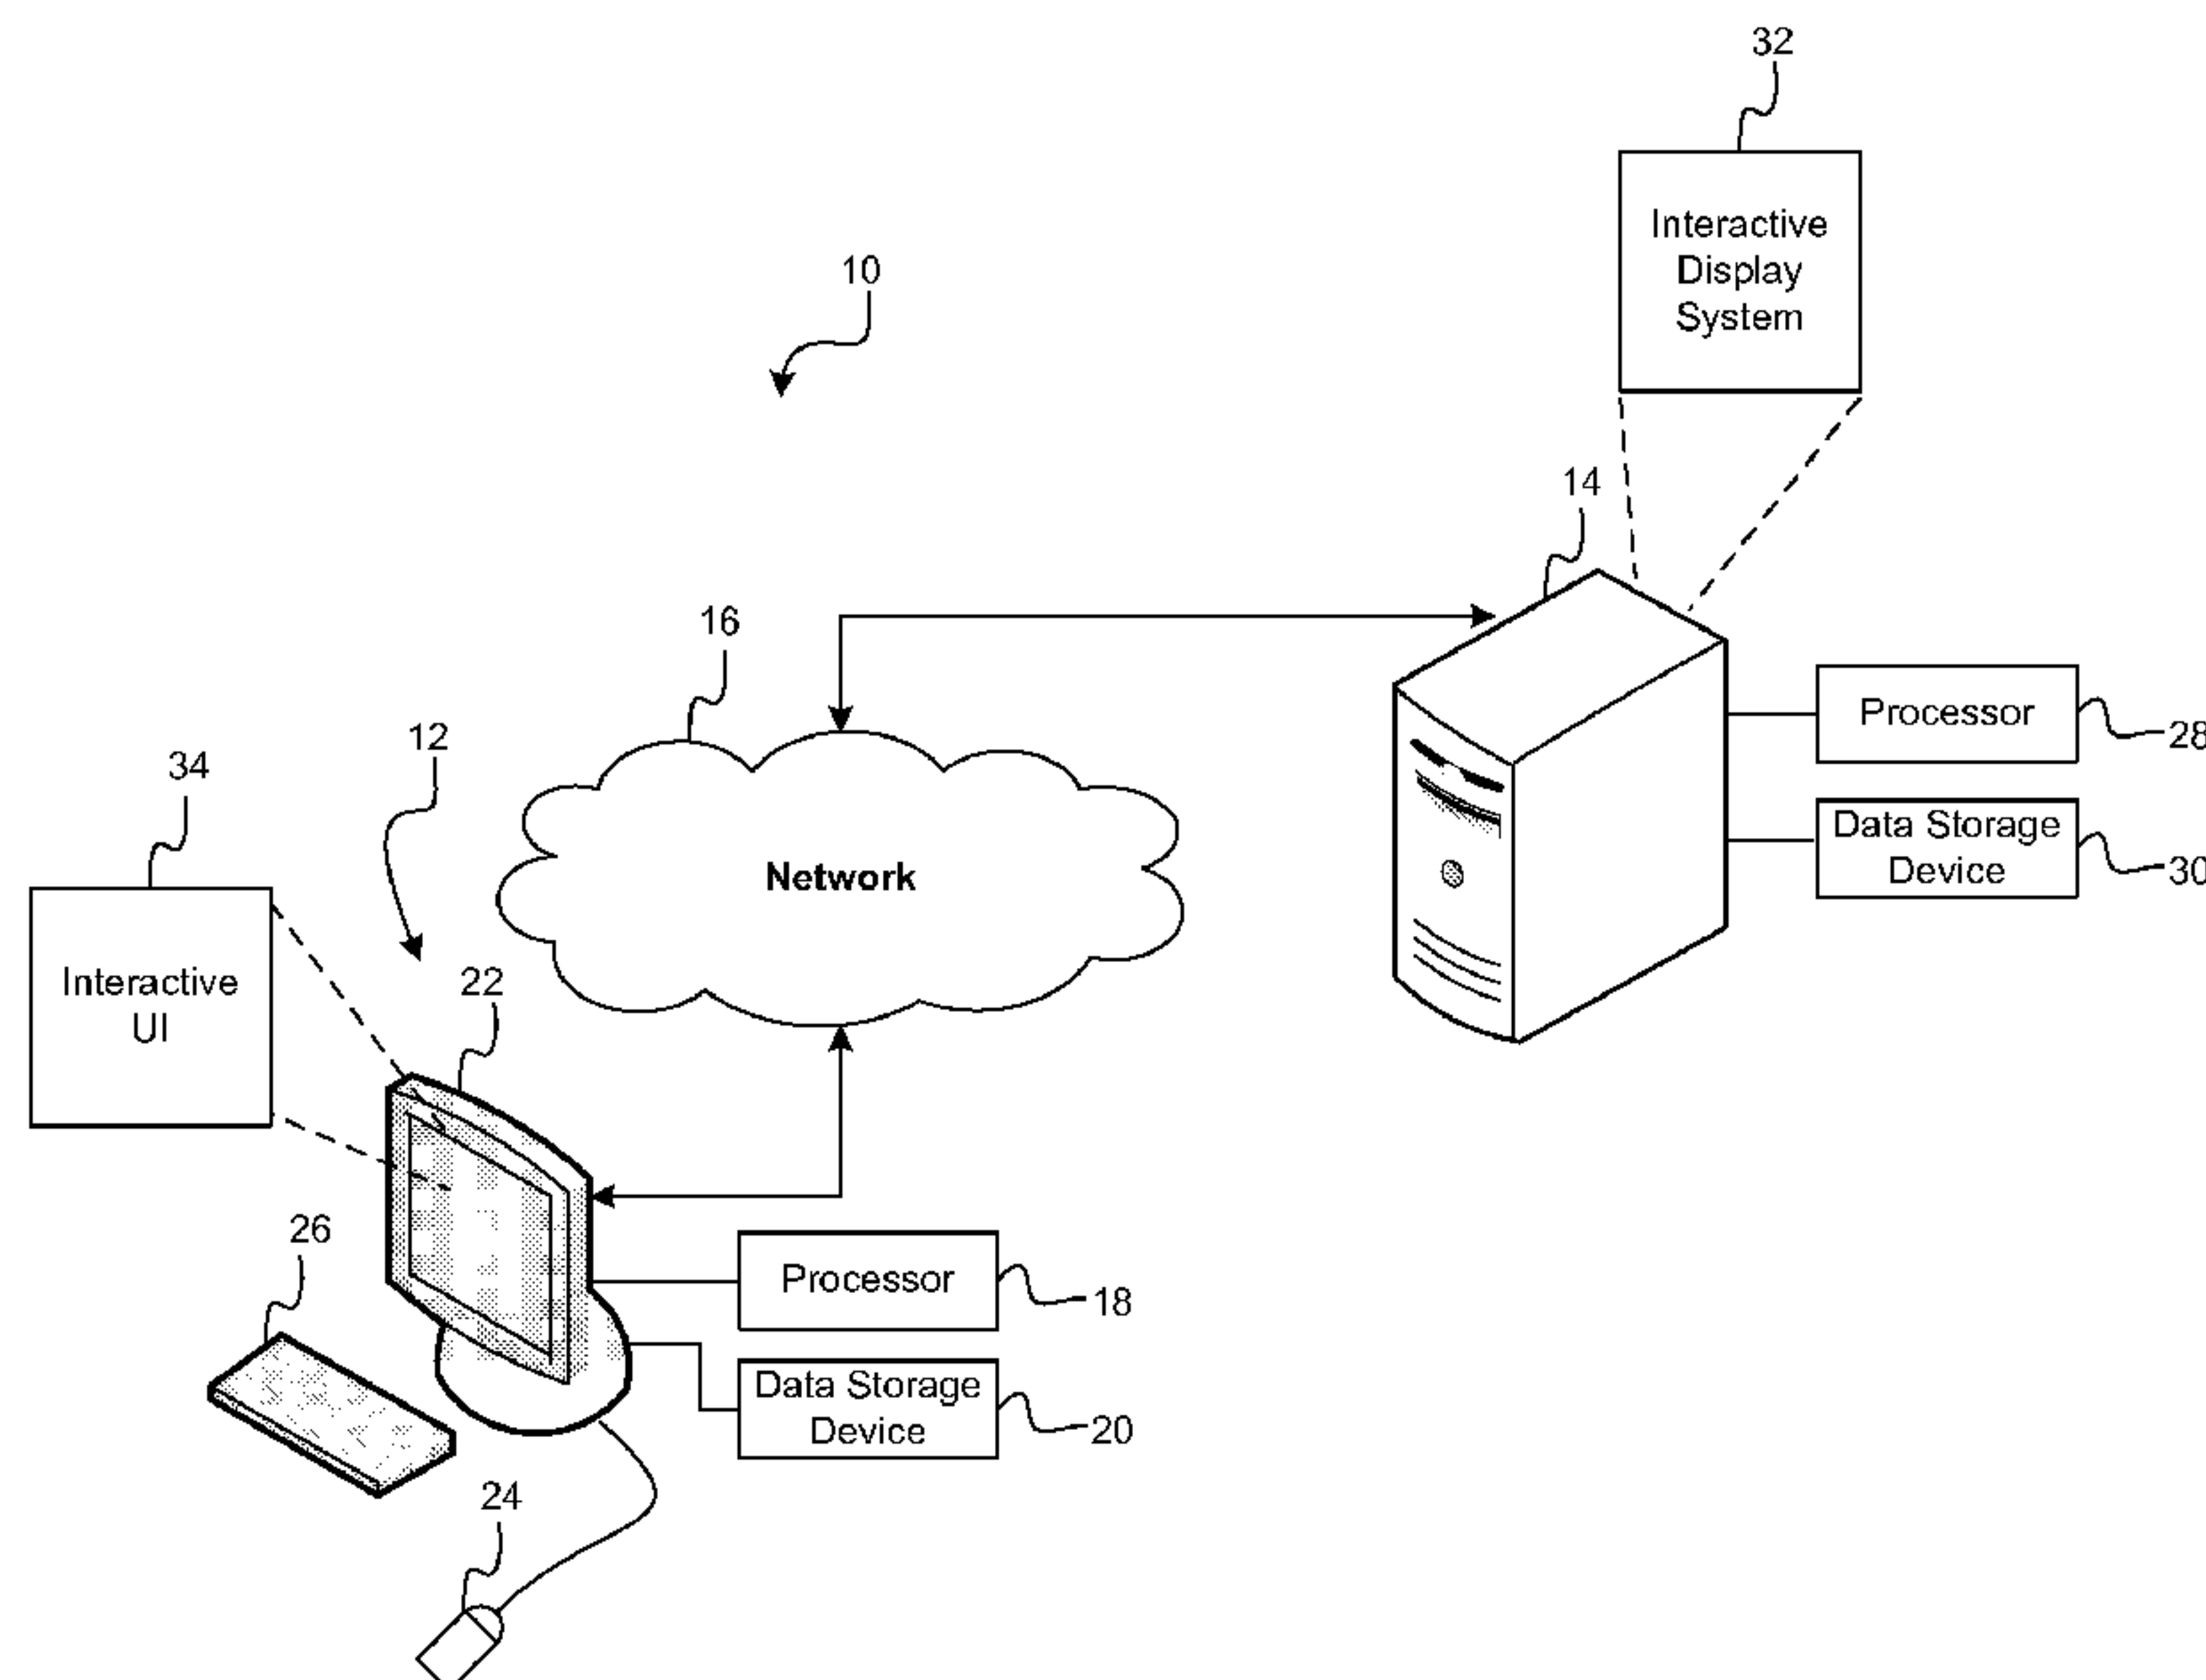 32
Interactive
Display
System
10
14
16
Processor
28
12
34
Data Storage
Device
30
Network
22
Interactive
UI
26
Processor
18
Data Storage
Device
20
24